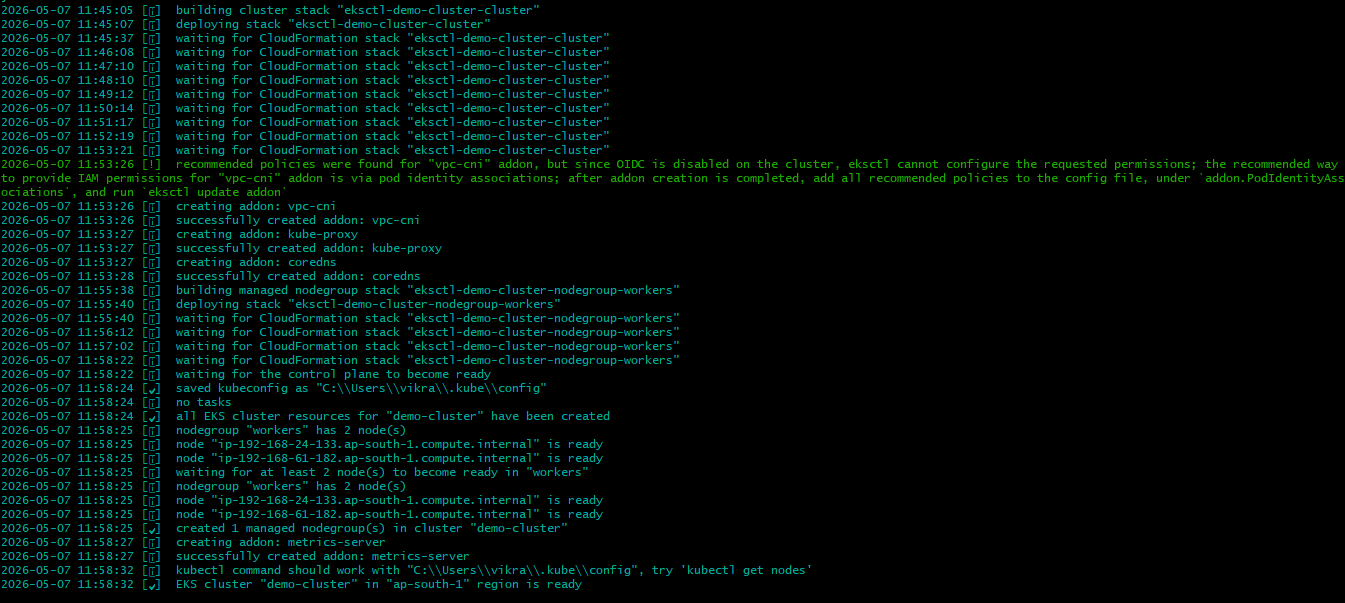 2026-05-07 11:45:05 [ℹ]  building cluster stack "eksctl-demo-cluster-cluster"
2026-05-07 11:45:07 [ℹ]  deploying stack "eksctl-demo-cluster-cluster"
2026-05-07 11:45:37 [ℹ]  waiting for CloudFormation stack "eksctl-demo-cluster-cluster"
2026-05-07 11:46:08 [ℹ]  waiting for CloudFormation stack "eksctl-demo-cluster-cluster"
2026-05-07 11:47:10 [ℹ]  waiting for CloudFormation stack "eksctl-demo-cluster-cluster"
2026-05-07 11:48:10 [ℹ]  waiting for CloudFormation stack "eksctl-demo-cluster-cluster"
2026-05-07 11:49:12 [ℹ]  waiting for CloudFormation stack "eksctl-demo-cluster-cluster"
2026-05-07 11:50:14 [ℹ]  waiting for CloudFormation stack "eksctl-demo-cluster-cluster"
2026-05-07 11:51:17 [ℹ]  waiting for CloudFormation stack "eksctl-demo-cluster-cluster"
2026-05-07 11:52:19 [ℹ]  waiting for CloudFormation stack "eksctl-demo-cluster-cluster"
2026-05-07 11:53:21 [ℹ]  waiting for CloudFormation stack "eksctl-demo-cluster-cluster"
2026-05-07 11:53:26 [!]  recommended policies were found for "vpc-cni" addon, but since OIDC is disabled on the cluster, eksctl cannot configure the requested permissions; the recommended way
to provide IAM permissions for "vpc-cni" addon is via pod identity associations; after addon creation is completed, add all recommended policies to the config file, under `addon.PodIdentityAss
ociations`, and run `eksctl update addon`
2026-05-07 11:53:26 [ℹ]  creating addon: vpc-cni
2026-05-07 11:53:26 [ℹ]  successfully created addon: vpc-cni
2026-05-07 11:53:27 [ℹ]  creating addon: kube-proxy
2026-05-07 11:53:27 [ℹ]  successfully created addon: kube-proxy
2026-05-07 11:53:27 [ℹ]  creating addon: coredns
2026-05-07 11:53:28 [ℹ]  successfully created addon: coredns
2026-05-07 11:55:38 [ℹ]  building managed nodegroup stack "eksctl-demo-cluster-nodegroup-workers"
2026-05-07 11:55:40 [ℹ]  deploying stack "eksctl-demo-cluster-nodegroup-workers"
2026-05-07 11:55:40 [ℹ]  waiting for CloudFormation stack "eksctl-demo-cluster-nodegroup-workers"
2026-05-07 11:56:12 [ℹ]  waiting for CloudFormation stack "eksctl-demo-cluster-nodegroup-workers"
2026-05-07 11:57:02 [ℹ]  waiting for CloudFormation stack "eksctl-demo-cluster-nodegroup-workers"
2026-05-07 11:58:22 [ℹ]  waiting for CloudFormation stack "eksctl-demo-cluster-nodegroup-workers"
2026-05-07 11:58:22 [ℹ]  waiting for the control plane to become ready
2026-05-07 11:58:24 [✔]  saved kubeconfig as "C:\\Users\\vikra\\.kube\\config"
2026-05-07 11:58:24 [ℹ]  no tasks
2026-05-07 11:58:24 [✔]  all EKS cluster resources for "demo-cluster" have been created
2026-05-07 11:58:25 [ℹ]  nodegroup "workers" has 2 node(s)
2026-05-07 11:58:25 [ℹ]  node "ip-192-168-24-133.ap-south-1.compute.internal" is ready
2026-05-07 11:58:25 [ℹ]  node "ip-192-168-61-182.ap-south-1.compute.internal" is ready
2026-05-07 11:58:25 [ℹ]  waiting for at least 2 node(s) to become ready in "workers"
2026-05-07 11:58:25 [ℹ]  nodegroup "workers" has 2 node(s)
2026-05-07 11:58:25 [ℹ]  node "ip-192-168-24-133.ap-south-1.compute.internal" is ready
2026-05-07 11:58:25 [ℹ]  node "ip-192-168-61-182.ap-south-1.compute.internal" is ready
2026-05-07 11:58:25 [✔]  created 1 managed nodegroup(s) in cluster "demo-cluster"
2026-05-07 11:58:27 [ℹ]  creating addon: metrics-server
2026-05-07 11:58:27 [ℹ]  successfully created addon: metrics-server
2026-05-07 11:58:32 [ℹ]  kubectl command should work with "C:\\Users\\vikra\\.kube\\config", try 'kubectl get nodes'
2026-05-07 11:58:32 [✔]  EKS cluster "demo-cluster" in "ap-south-1" region is ready